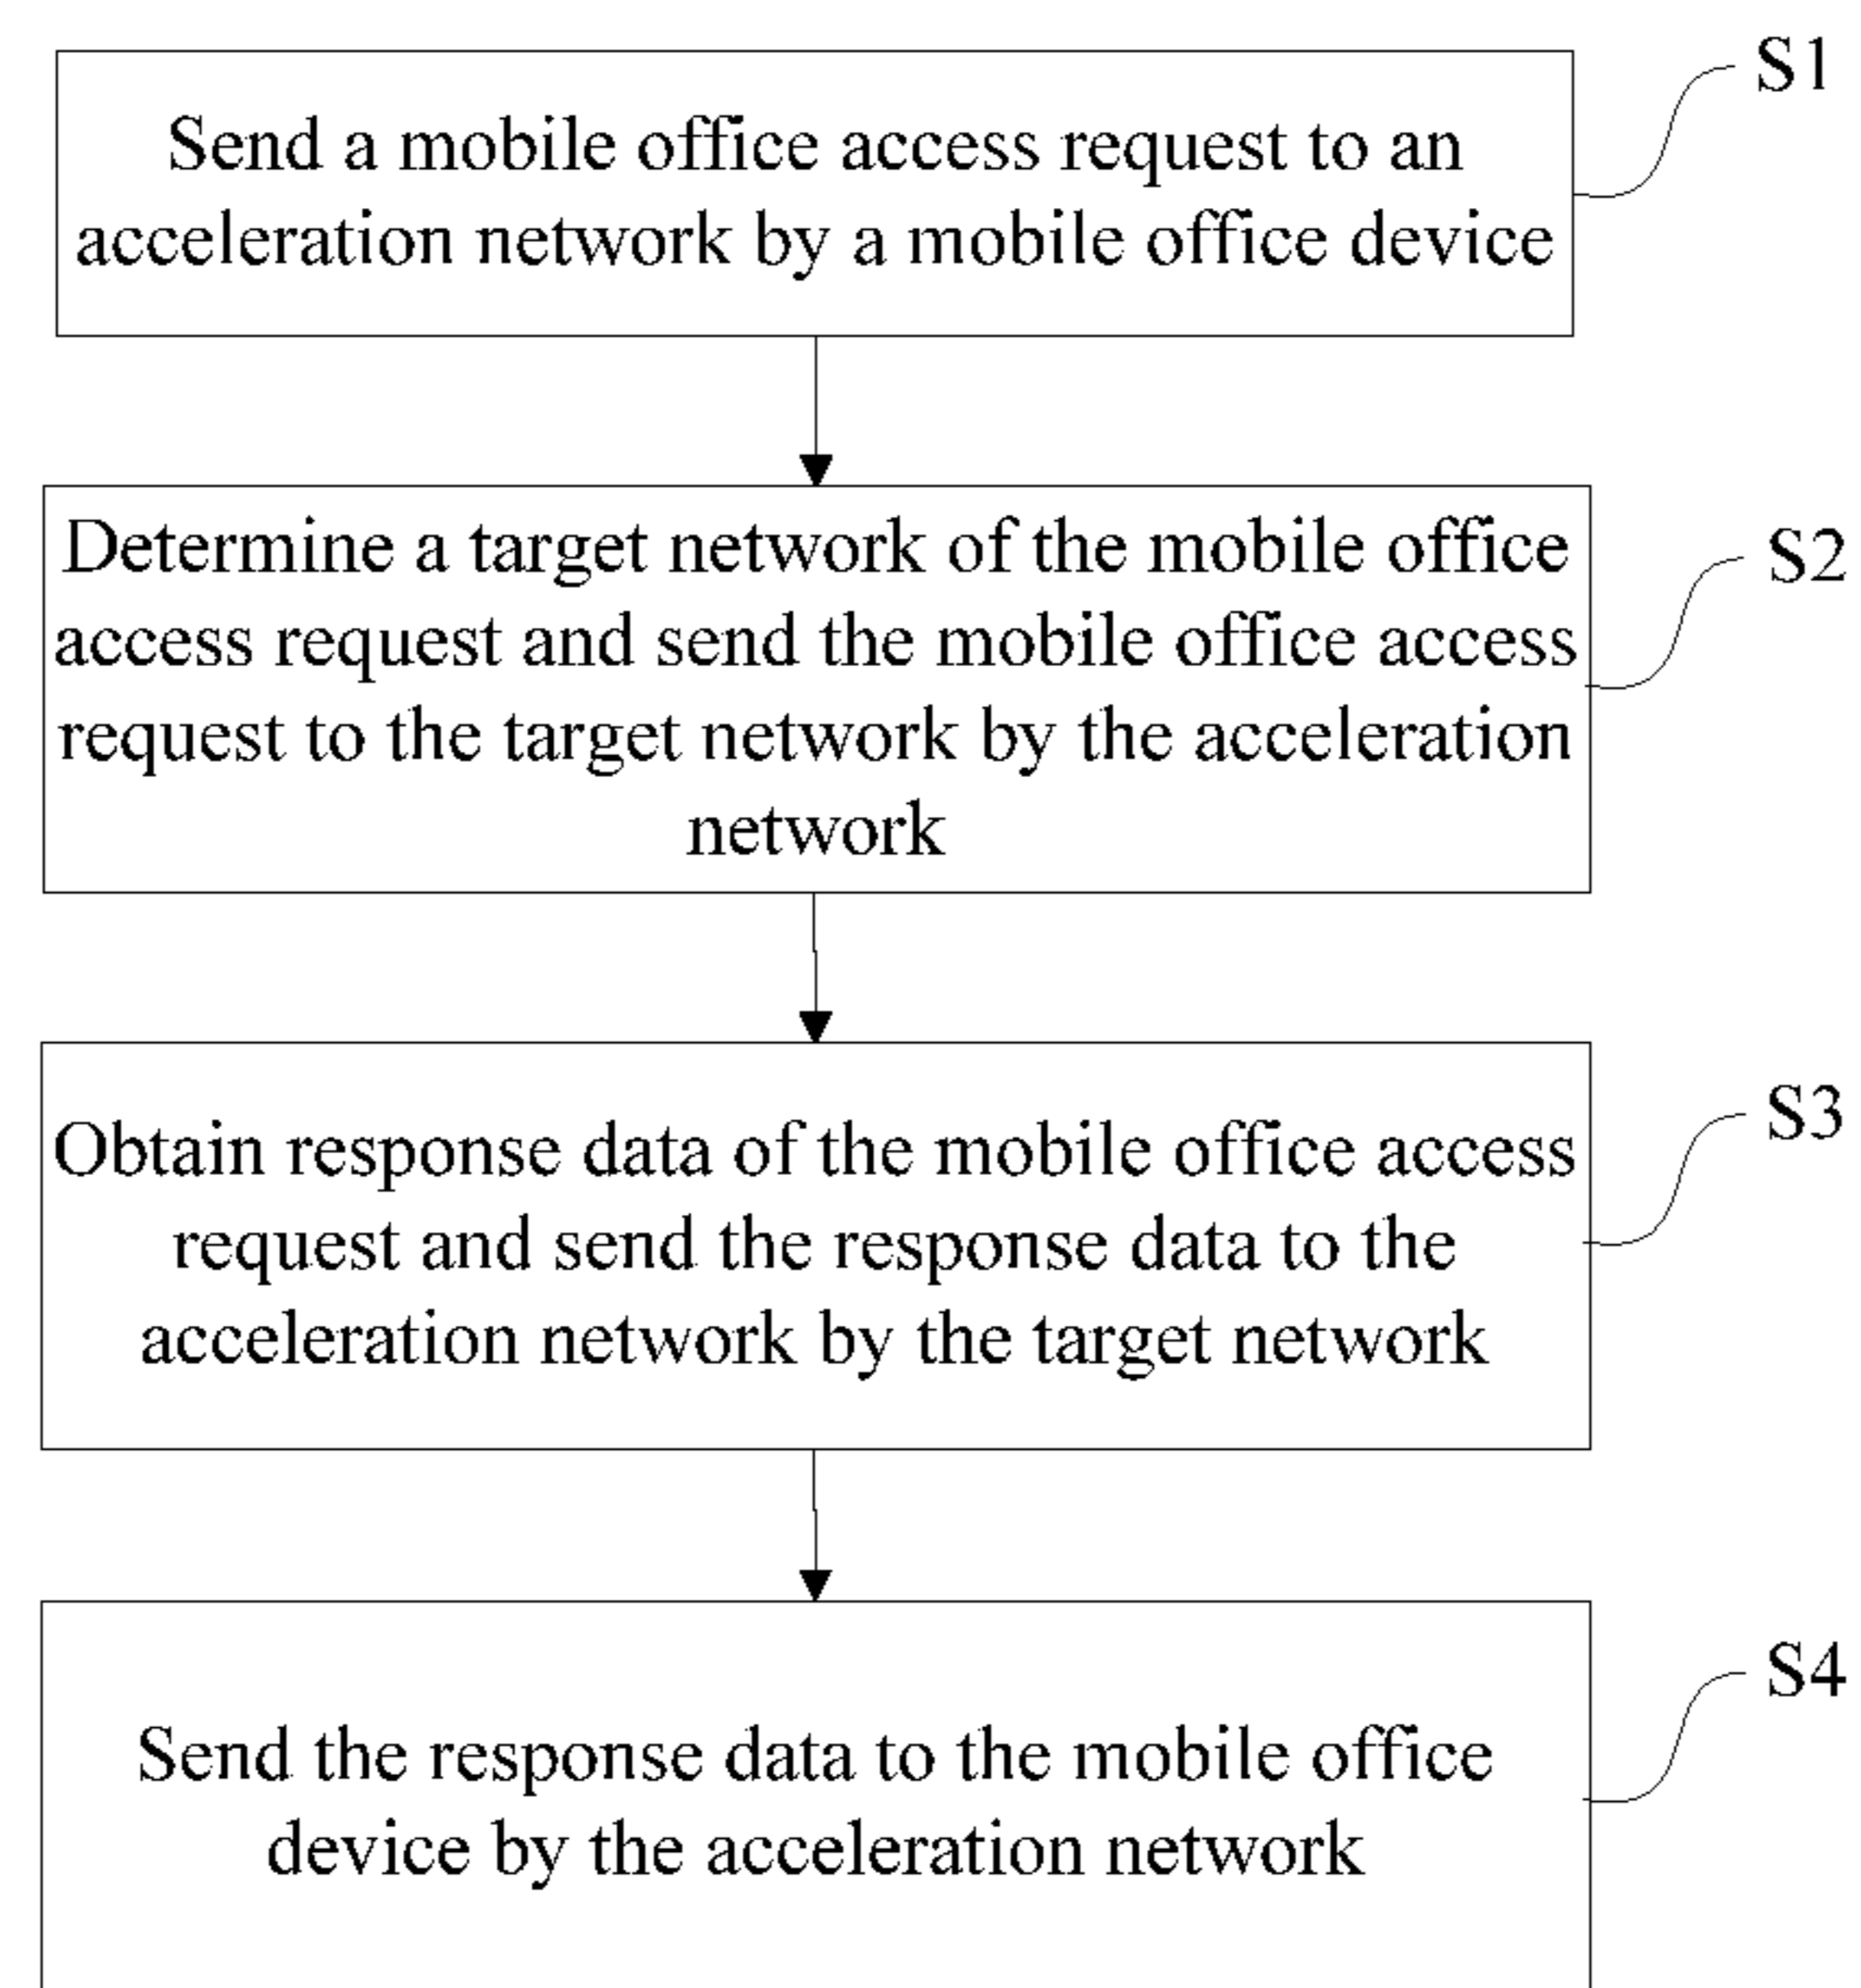 S1
Send a mobile office access request to an
acceleration network by a mobile office device
S2
Determine a target network of the mobile office
access request and send the mobile office access
request to the target network by the acceleration
network
S3
Obtain response data of the mobile office access
request and send the response data to the
acceleration network by the target network
S4
Send the response data to the mobile office
device by the acceleration network